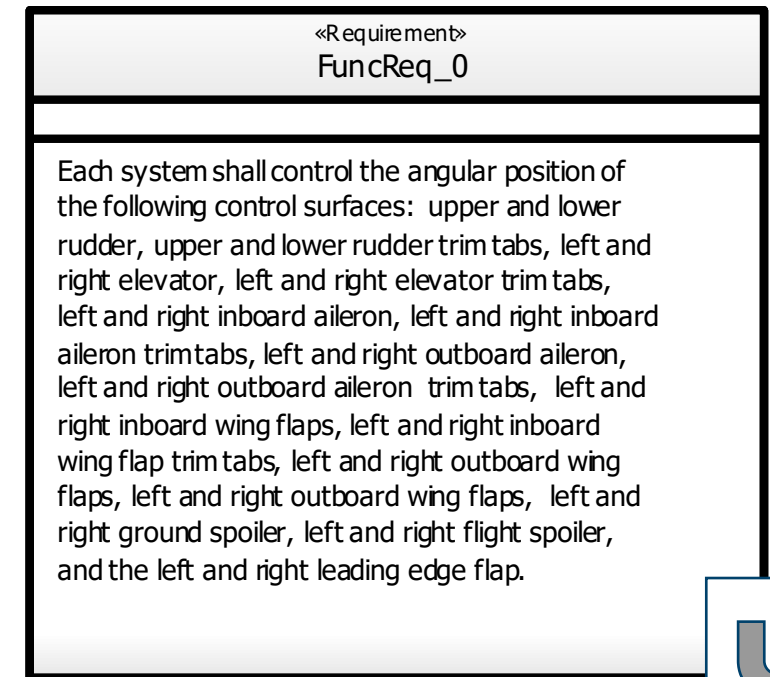 «Requirement»
FuncReq_0
Each system shall control the angular position of
the following control surfaces: upper and lower
rudder, upper and lower rudder trim tabs, left and
right elevator, left and right elevator trim tabs,
left and right inboard aileron, left and right inboard
aileron trim tabs, left and right outboard aileron,
left and right outboard aileron trim tabs, left and
right inboard wing flaps, left and right inboard
wing flap trim tabs, left and right outboard wing
flaps, left and right outboard wing flaps, left and
right ground spoiler, left and right flight spoiler,
and the left and right leading edge flap.